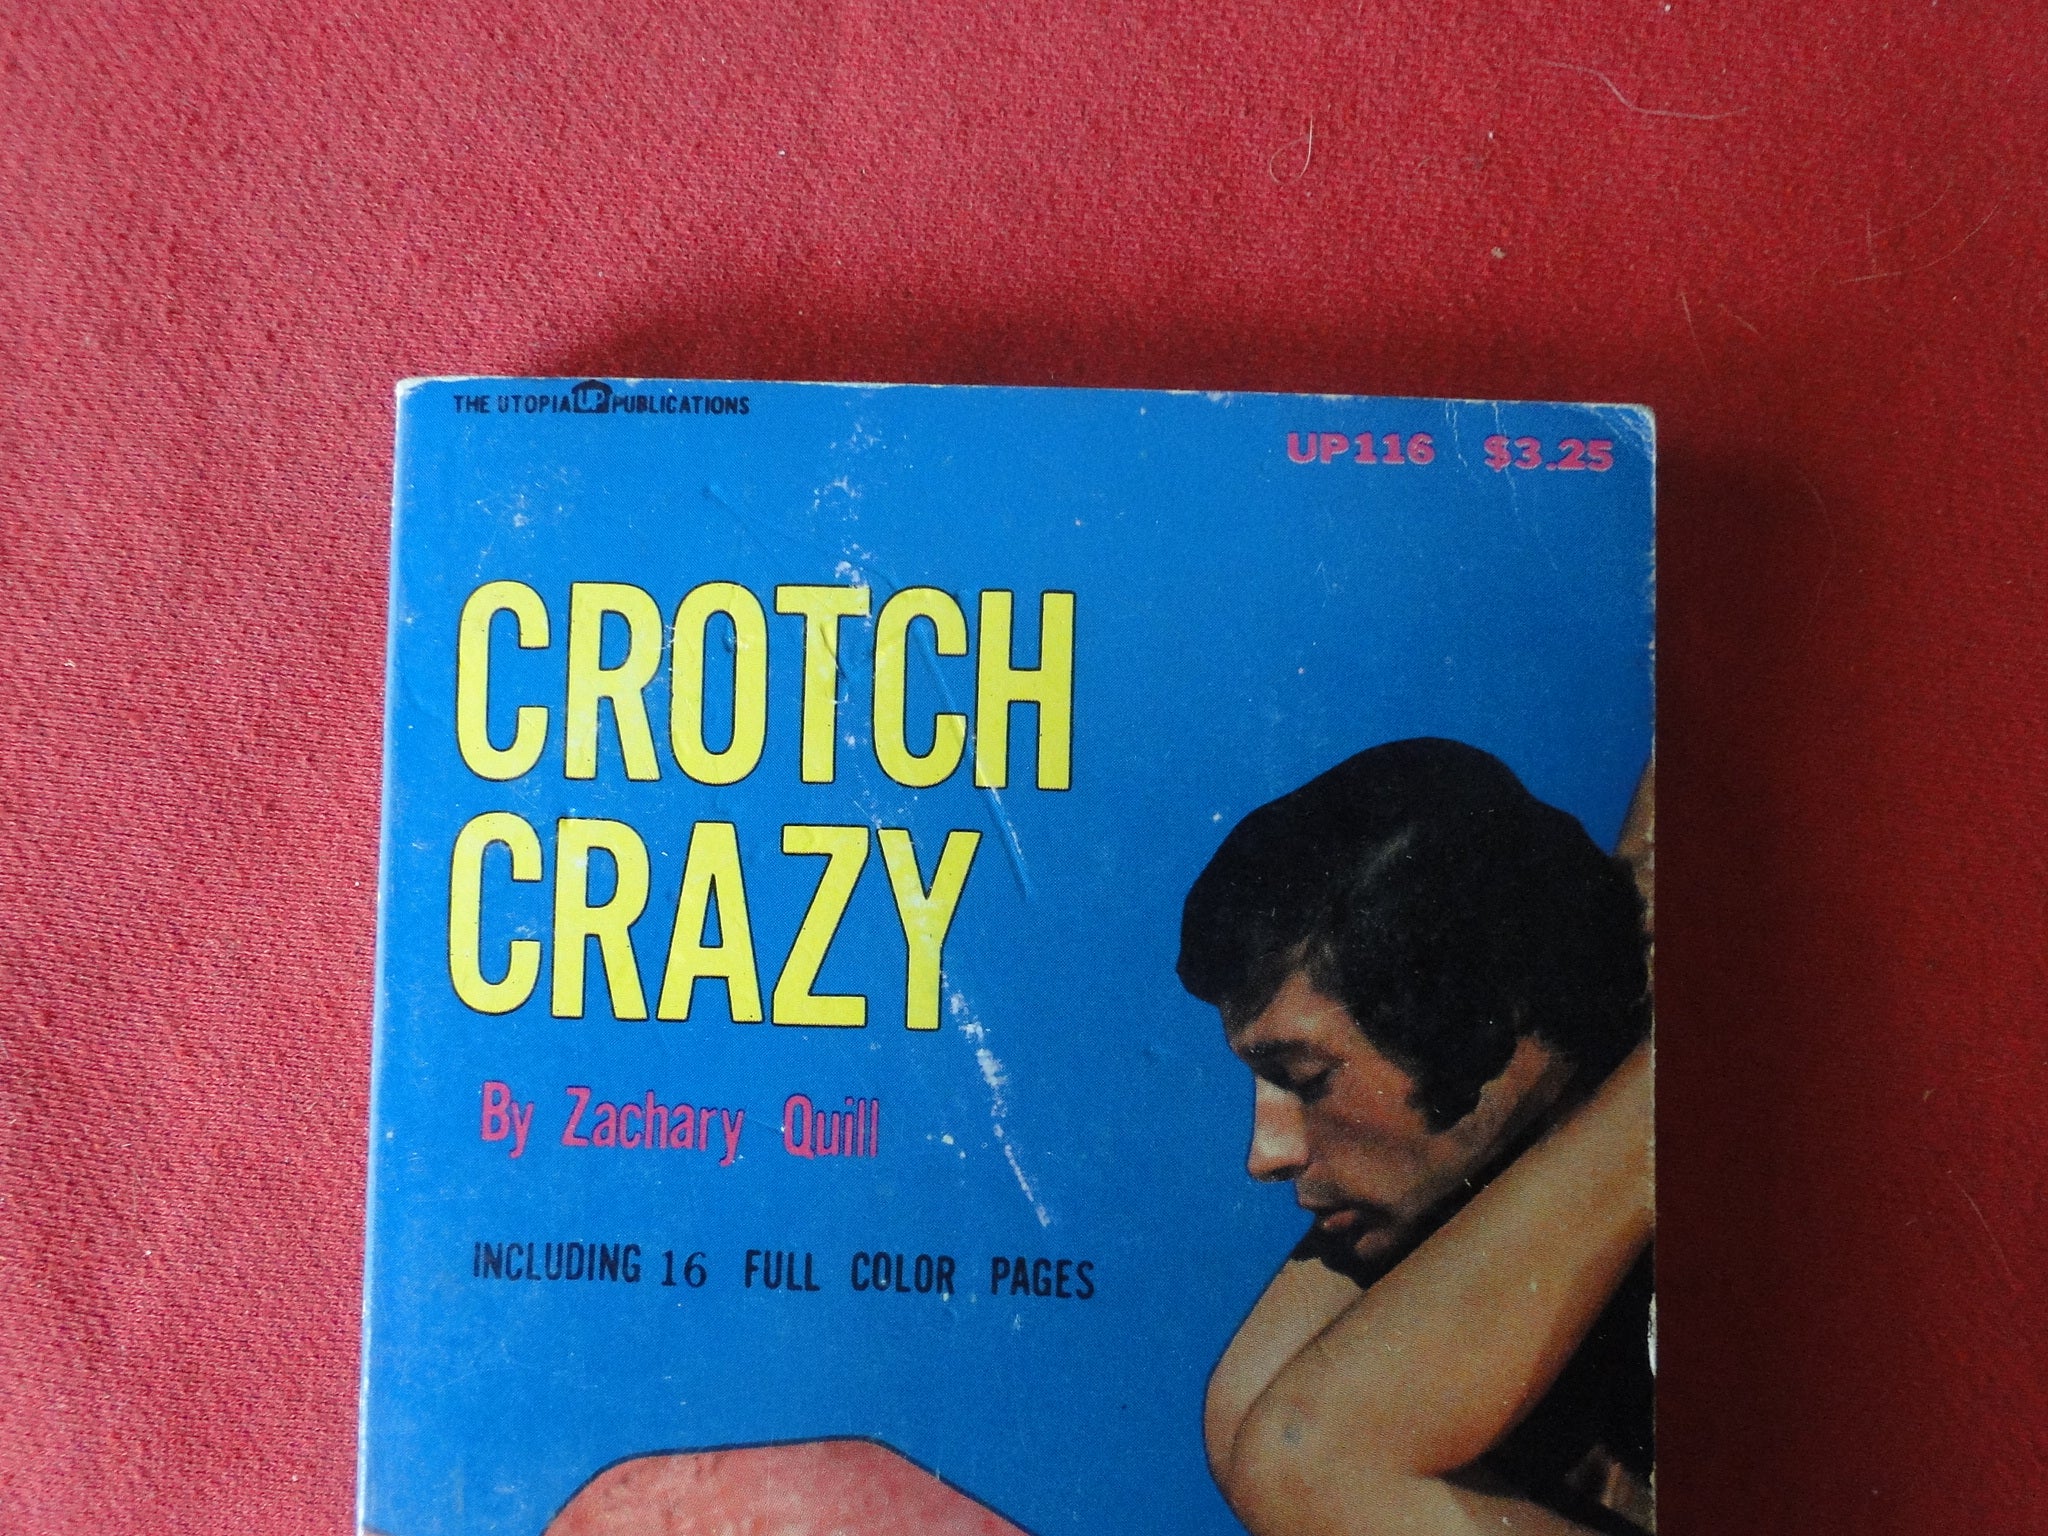 THE UTOPIA UP PUBLICATIONS
UP116 $3.25
CROTCH
CRAZY
By Zachary Quill
INCLUDING 16 FULL COLOR PAGES